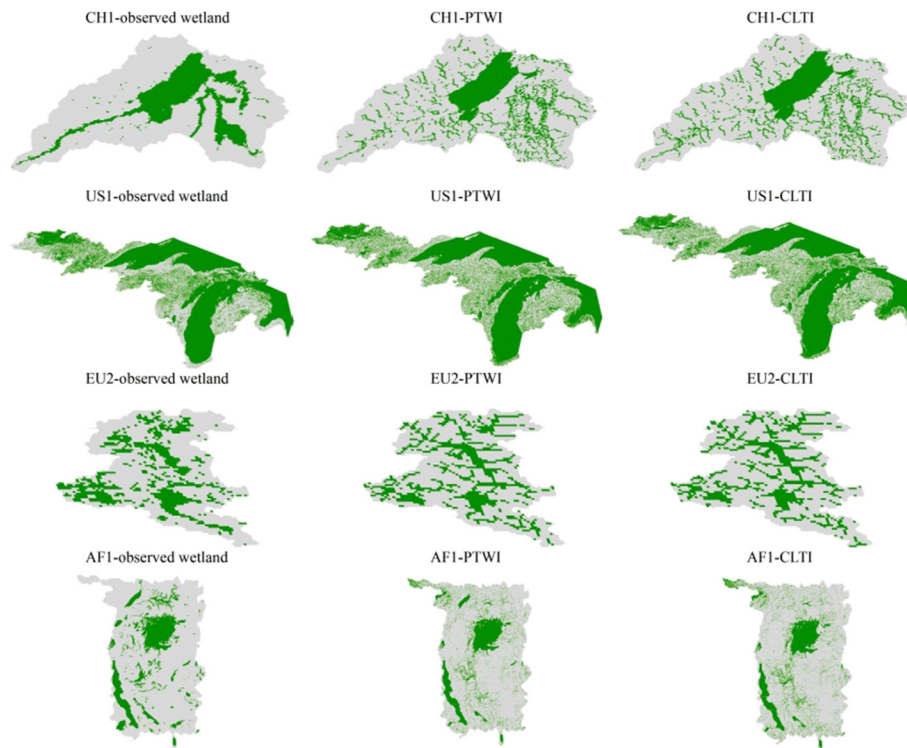 CH1-observed wetland
CH1-PTWI
CH1-CLTI
US1-observed wetland
US1-PTWI
US1-CLTI
EU2-observed wetland
EU2-PTWI
EU2-CLTI
AF1-observed wetland
AF1-PTWI
AF1-CLTI